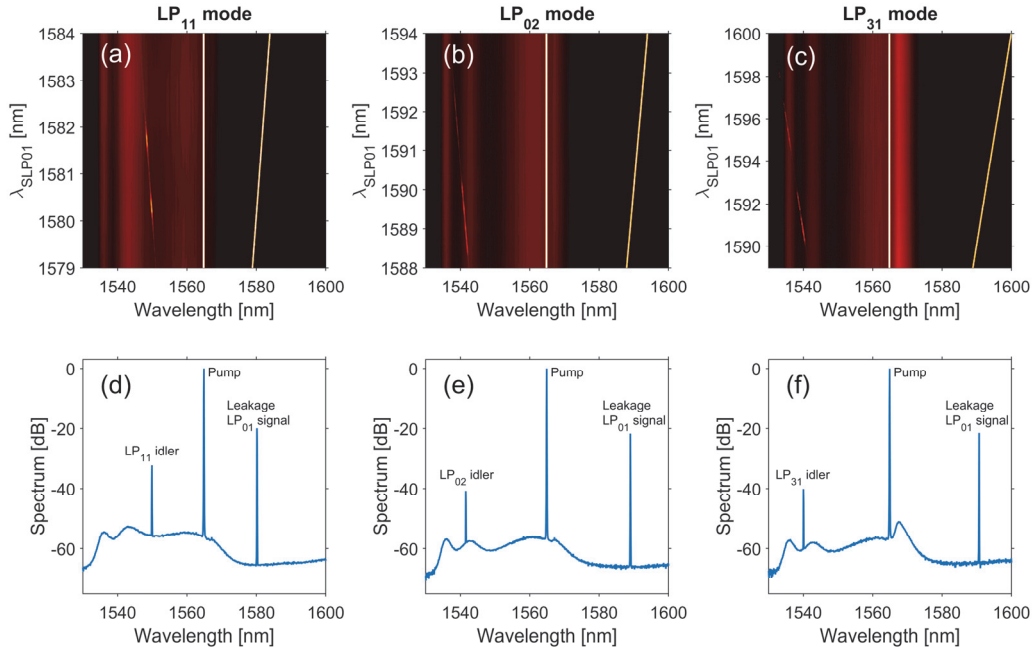 LP11 mode
LP02 mode
LP31 mode
(a)
1584
1583
1582
1581
1580
1579
λSLP01 [nm]
1540 1560 1580 1600
Wavelength [nm]
(b)
1594
1593
1592
1591
1590
1589
1588
λSLP01 [nm]
1540 1560 1580 1600
Wavelength [nm]
(c)
1600
1598
1596
1594
1592
1590
λSLP01 [nm]
1540 1560 1580 1600
Wavelength [nm]
(d)
0
-20
-40
-60
Spectrum [dB]
Pump
Leakage
LP01 signal
LP11 idler
1540 1560 1580 1600
Wavelength [nm]
(e)
0
-20
-40
-60
Spectrum [dB]
Pump
Leakage
LP01 signal
LP02 idler
1540 1560 1580 1600
Wavelength [nm]
(f)
0
-20
-40
-60
Spectrum [dB]
Pump
Leakage
LP01 signal
LP31 idler
1540 1560 1580 1600
Wavelength [nm]